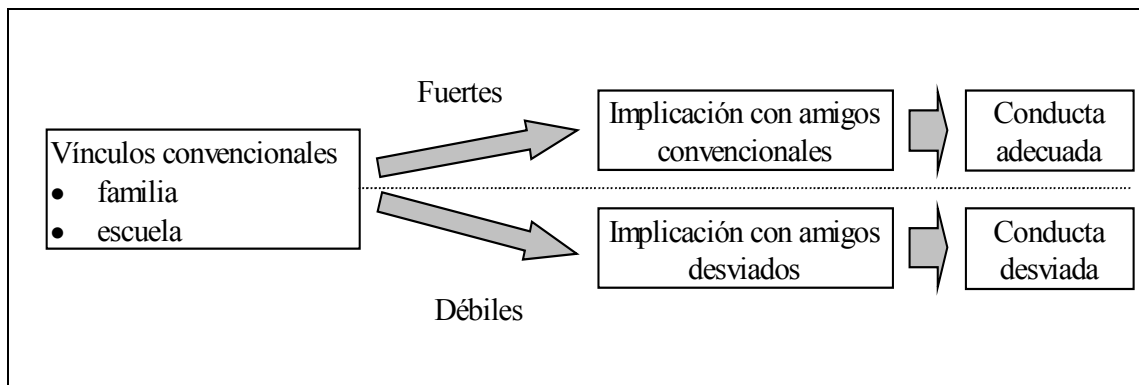 Vínculos convencionales
• familia
• escuela
Fuertes
Implicación con amigos
convencionales
Conducta
adecuada
Débiles
Implicación con amigos
desviados
Conducta
desviada